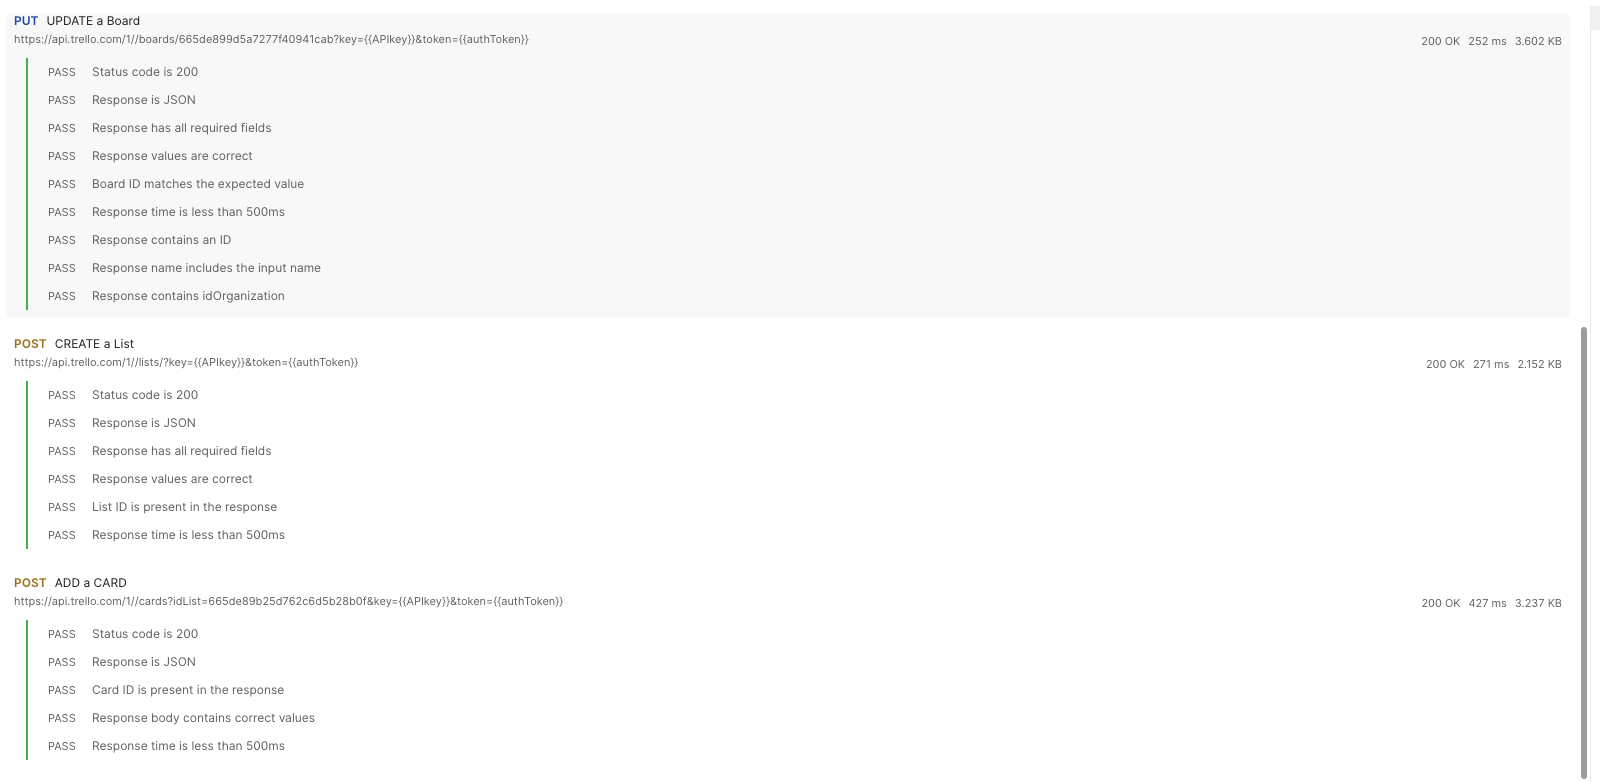 PUT UPDATE a Board
https://api.trello.com/1//boards/665de899d5a7277f40941cab?key={{APIkey}}&token={{authToken}}
200 OK 252 ms 3.602 KB
PASS Status code is 200
PASS Response is JSON
PASS Response has all required fields
PASS Response values are correct
PASS Board ID matches the expected value
PASS Response time is less than 500ms
PASS Response contains an ID
PASS Response name includes the input name
PASS Response contains idOrganization
POST CREATE a List
https://api.trello.com/1//lists/?key={{APIkey}}&token={{authToken}}
200 OK 271 ms 2.152 KB
PASS Status code is 200
PASS Response is JSON
PASS Response has all required fields
PASS Response values are correct
PASS List ID is present in the response
PASS Response time is less than 500ms
POST ADD a CARD
https://api.trello.com/1//cards?idList=665de89b25d762c6d5b28b0f&key={{APIkey}}&token={{authToken}}
200 OK 427 ms 3.237 KB
PASS Status code is 200
PASS Response is JSON
PASS Card ID is present in the response
PASS Response body contains correct values
PASS Response time is less than 500ms